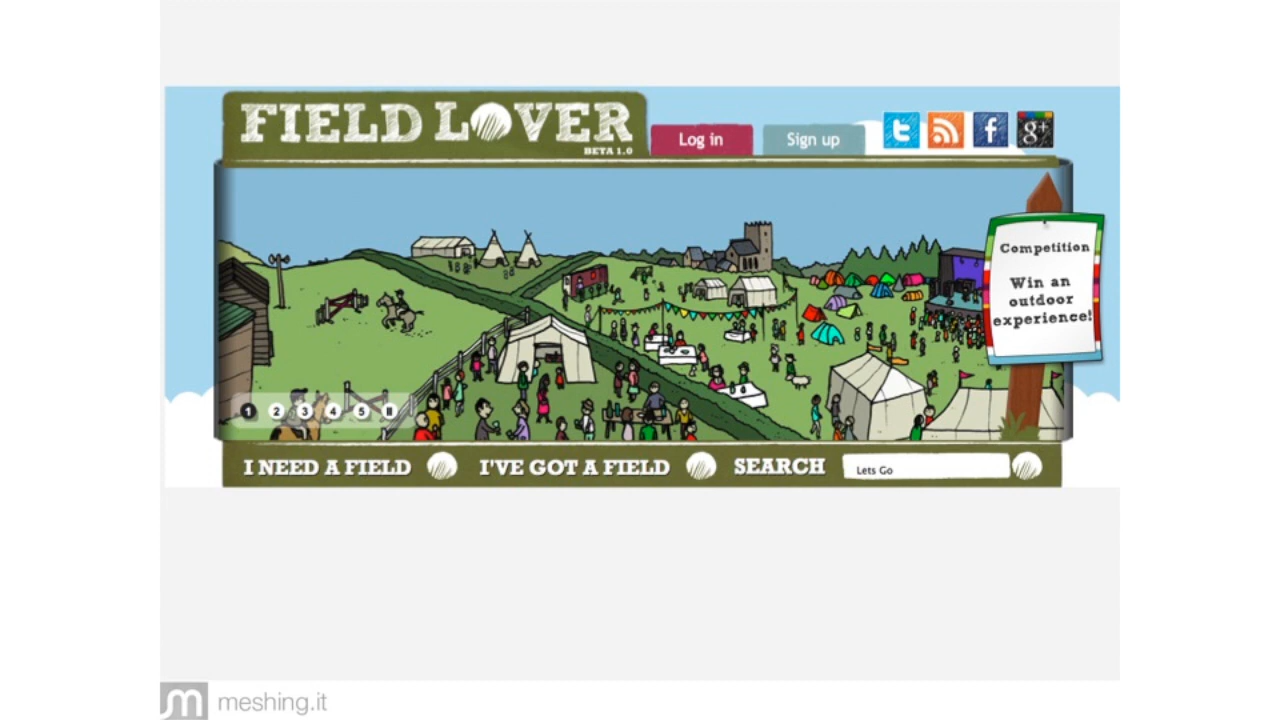 FIELD LOVER
BETA 1.0
Log in
Sign up
t
f
g+
Competition
Win an
outdoor
experience!
1 2 3 4 5
I NEED A FIELD
I'VE GOT A FIELD
SEARCH
Lets Go
m meshing.it